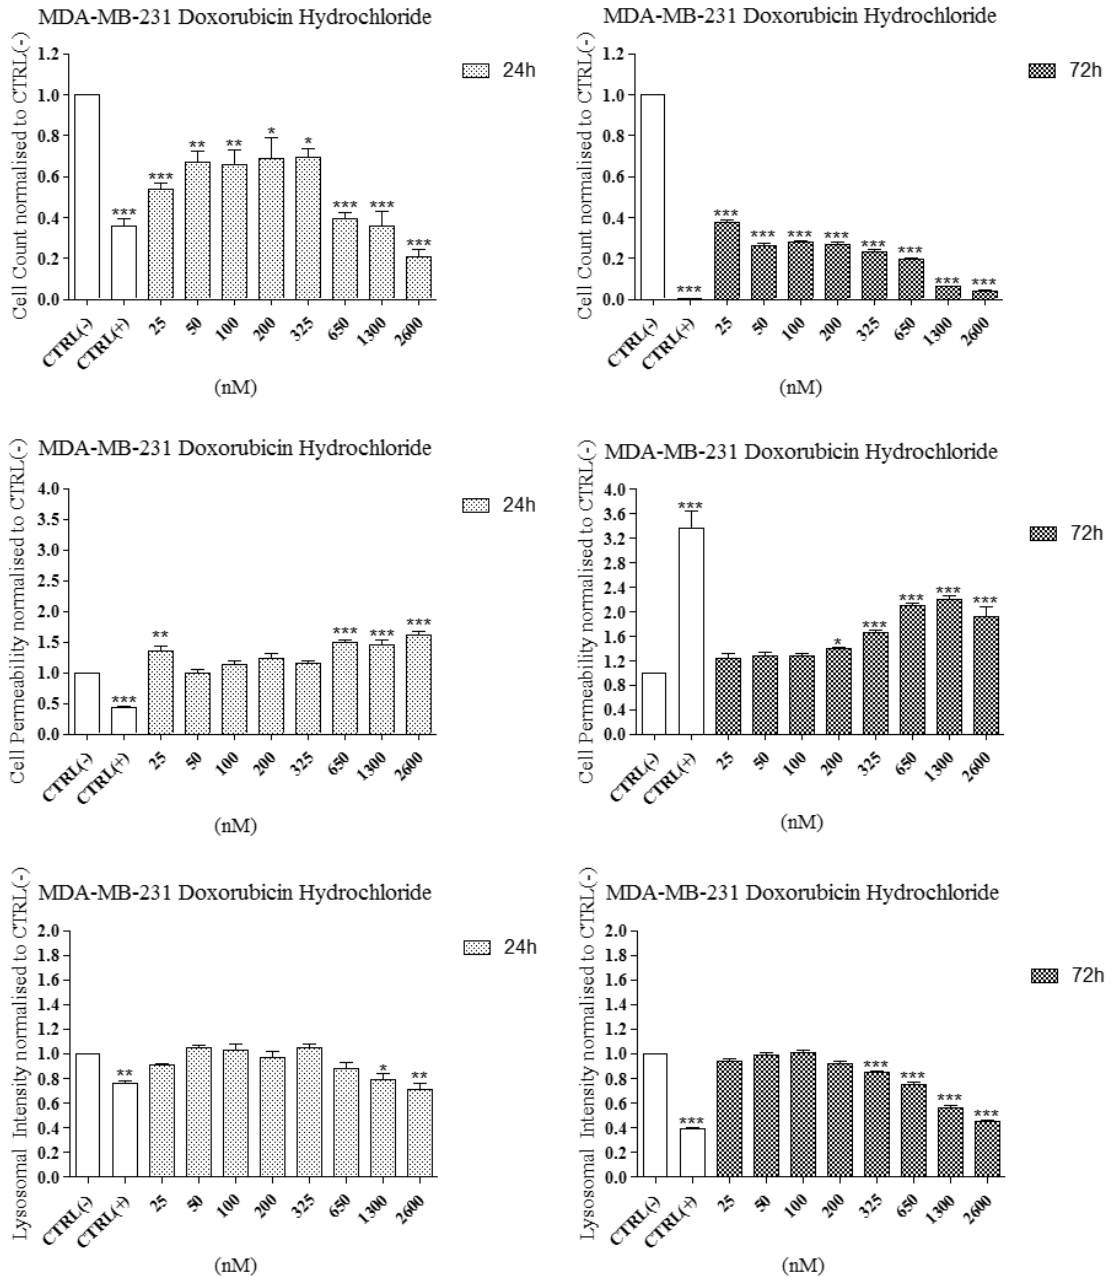 MDA-MB-231 Doxorubicin Hydrochloride
Cell Count normalised to CTRL(-)
1.2
1.0
0.8
0.6
0.4
0.2
0.0
24h
*** *** ** ** * * *** *** ***
CTRL(-) CTRL(+) 25 50 100 200 325 650 1300 2600
(nM)
MDA-MB-231 Doxorubicin Hydrochloride
Cell Count normalised to CTRL(-)
1.2
1.0
0.8
0.6
0.4
0.2
0.0
72h
*** *** *** *** *** *** *** *** ***
CTRL(-) CTRL(+) 25 50 100 200 325 650 1300 2600
(nM)
MDA-MB-231 Doxorubicin Hydrochloride
Cell Permeability normalised to CTRL(-)
4.0
3.5
3.0
2.5
2.0
1.5
1.0
0.5
0.0
24h
*** ** *** *** ***
CTRL(-) CTRL(+) 25 50 100 200 325 650 1300 2600
(nM)
MDA-MB-231 Doxorubicin Hydrochloride
Cell Permeability normalised to CTRL(-)
4.0
3.6
3.2
2.8
2.4
2.0
1.6
1.2
0.8
0.4
0.0
72h
*** * *** *** *** ***
CTRL(-) CTRL(+) 25 50 100 200 325 650 1300 2600
(nM)
MDA-MB-231 Doxorubicin Hydrochloride
Lysosomal Intensity normalised to CTRL(-)
2.0
1.8
1.6
1.4
1.2
1.0
0.8
0.6
0.4
0.2
0.0
24h
** * **
CTRL(-) CTRL(+) 25 50 100 200 325 650 1300 2600
(nM)
MDA-MB-231 Doxorubicin Hydrochloride
Lysosomal Intensity normalised to CTRL(-)
2.0
1.8
1.6
1.4
1.2
1.0
0.8
0.6
0.4
0.2
0.0
72h
*** *** *** *** ***
CTRL(-) CTRL(+) 25 50 100 200 325 650 1300 2600
(nM)